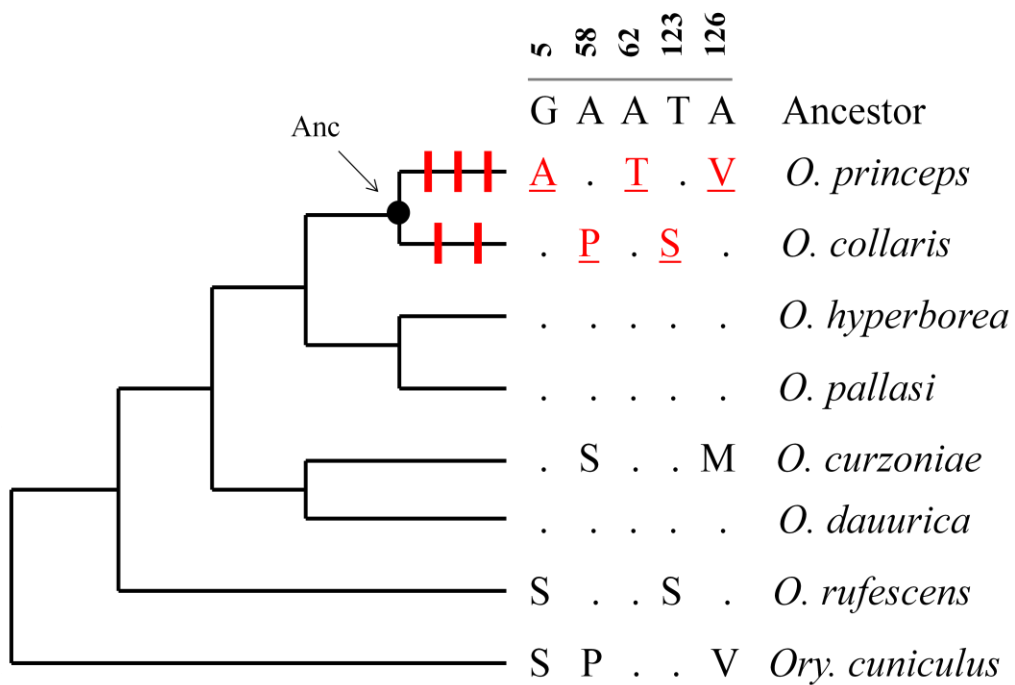 5 58 62 123 126
G A A T A Ancestor
Anc
A . T . V O. princeps
. P . S . O. collaris
. . . . . O. hyperborea
. . . . . O. pallasi
. S . . M O. curzoniae
. . . . . O. dauurica
S . . S . O. rufescens
S P . . V Ory. cuniculus